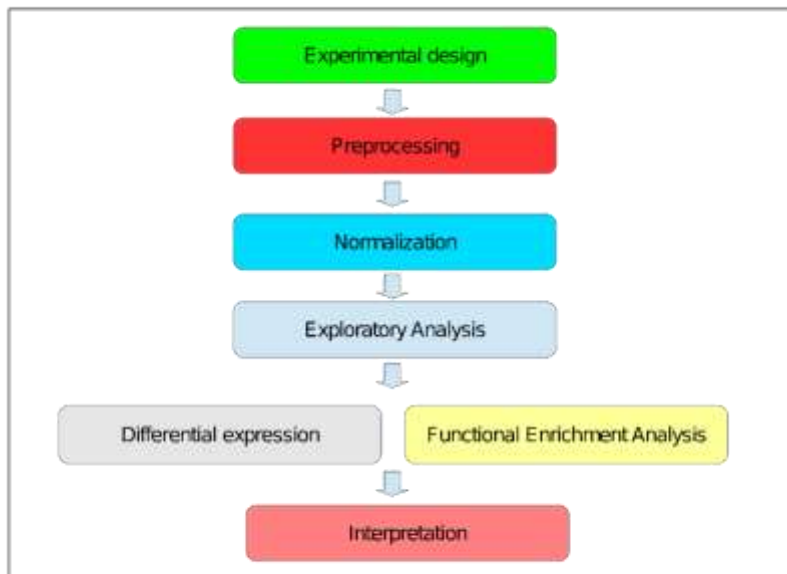 Experimental design
Preprocessing
Normalization
Exploratory Analysis
Differential expression
Functional Enrichment Analysis
Interpretation